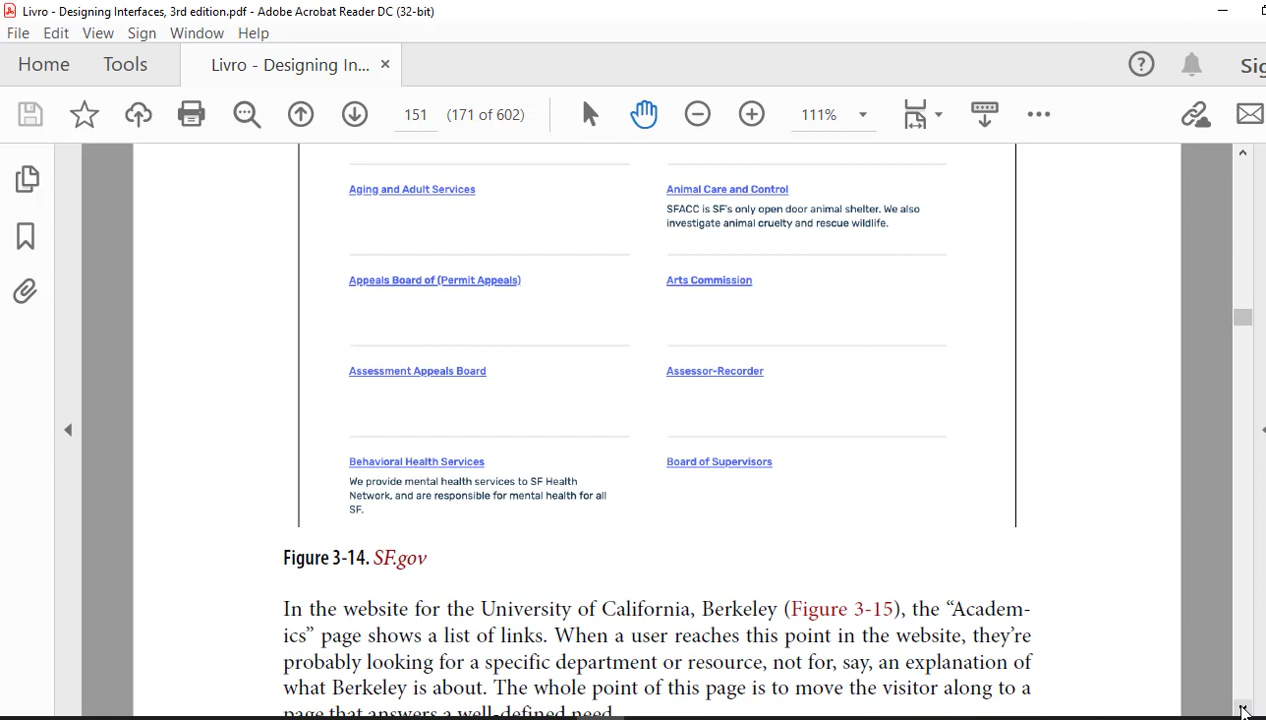 Livro - Designing Interfaces, 3rd edition.pdf - Adobe Acrobat Reader DC (32-bit)
File Edit View Sign Window Help
Home Tools Livro - Designing In... × Sig
151 (171 of 602) 111%
Aging and Adult Services
Animal Care and Control
SFACC is SF's only open door animal shelter. We also
investigate animal cruelty and rescue wildlife.
Appeals Board of (Permit Appeals)
Arts Commission
Assessment Appeals Board
Assessor-Recorder
Behavioral Health Services
We provide mental health services to SF Health
Network, and are responsible for mental health for all
SF.
Board of Supervisors
Figure 3-14. SF.gov
In the website for the University of California, Berkeley (Figure 3-15), the “Academ-
ics” page shows a list of links. When a user reaches this point in the website, they’re
probably looking for a specific department or resource, not for, say, an explanation of
what Berkeley is about. The whole point of this page is to move the visitor along to a
page that answers a well-defined need.